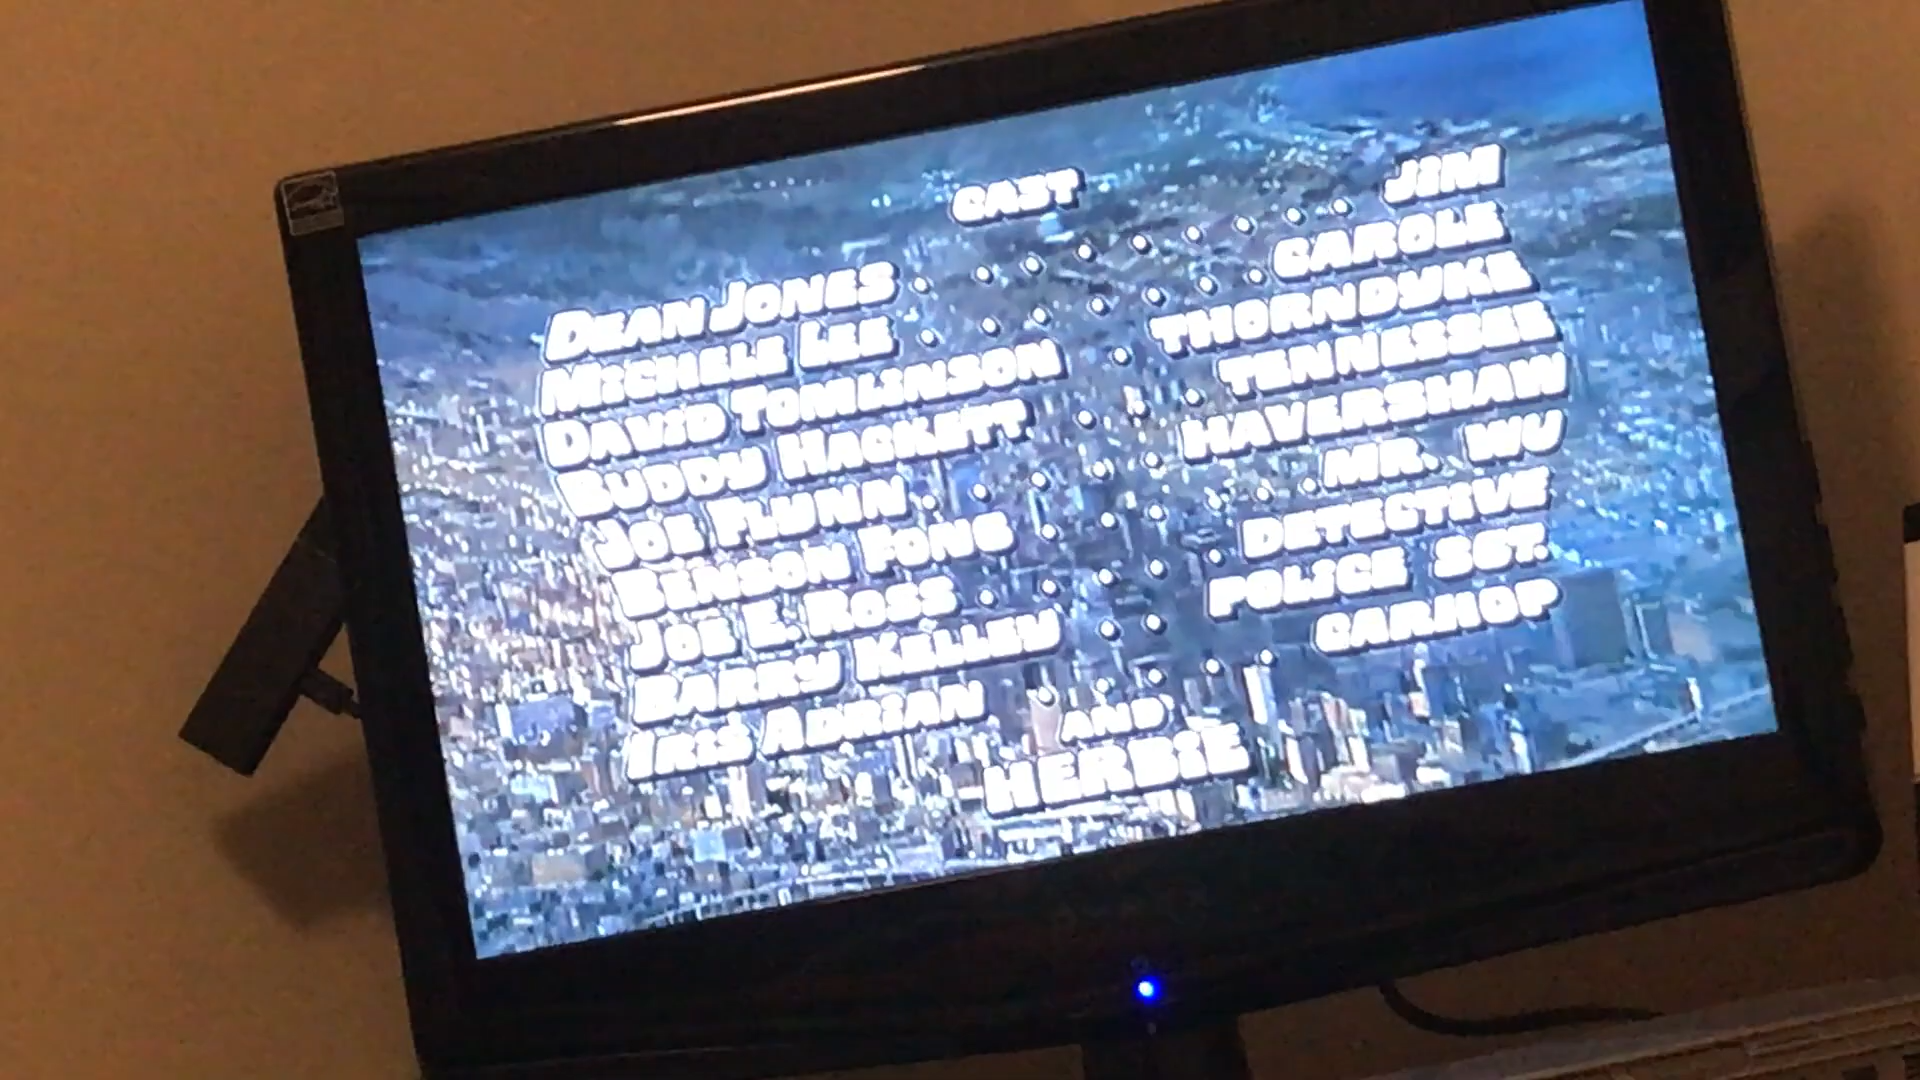 CAST
DEAN JONES . . . . . . . . . JIM
MICHELE LEE . . . . . . . CAROLE
DAVID TOMLINSON . THORNDYKE
BUDDY HACKETT . . . TENNESSEE
JOE FLYNN . . . . . HAVERSHAW
BENSON FONG . . . . . . MR. WU
JOE E. ROSS . . . . . DETECTIVE
BARRY KELLEY . . POLICE SGT.
IRIS ADRIAN . . . . . CARHOP
AND
HERBIE